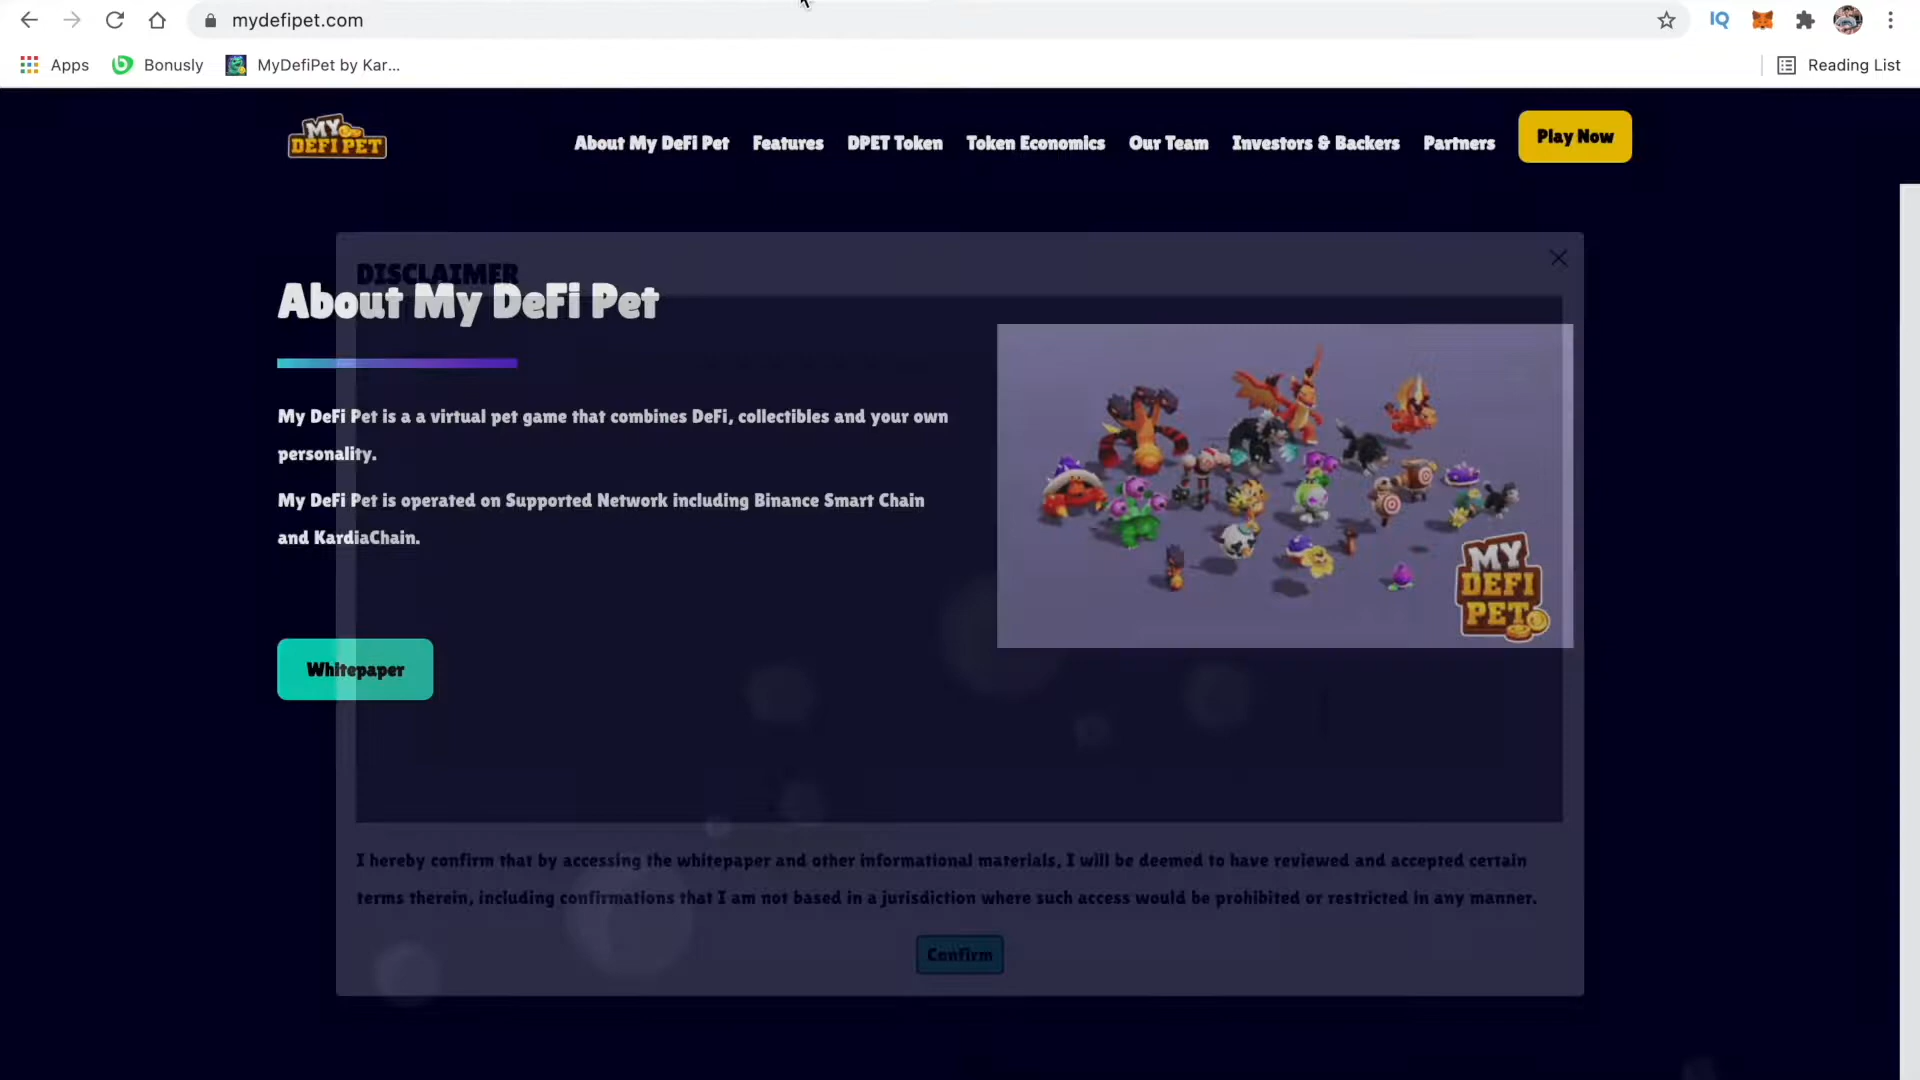 mydefipet.com
IQ
Apps
Bonusly
MyDefiPet by Kar...
Reading List
MY
DEFI PET
About My DeFi Pet
Features
DPET Token
Token Economics
Our Team
Investors & Backers
Partners
Play Now
DISCLAIMER
About My DeFi Pet
My DeFi Pet is a a virtual pet game that combines DeFi, collectibles and your own
personality.
My DeFi Pet is operated on Supported Network including Binance Smart Chain
and KardiaChain.
MY
DEFI
PET
Whitepaper
I hereby confirm that by accessing the whitepaper and other informational materials, I will be deemed to have reviewed and accepted certain
terms therein, including confirmations that I am not based in a jurisdiction where such access would be prohibited or restricted in any manner.
Confirm